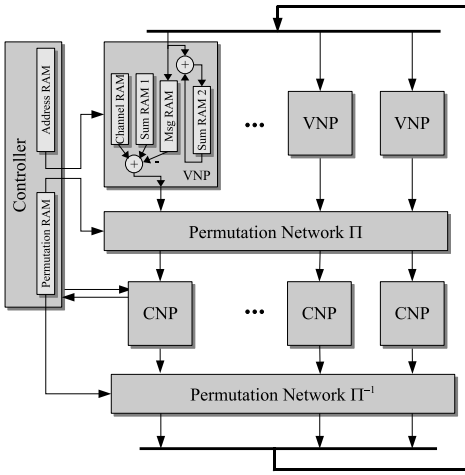 Controller
Address RAM
Permutation RAM
Channel RAM
Sum RAM 1
Msg RAM
Sum RAM 2
+
+
-
VNP
...
VNP
VNP
Permutation Network Π
CNP
...
CNP
CNP
Permutation Network Π⁻¹